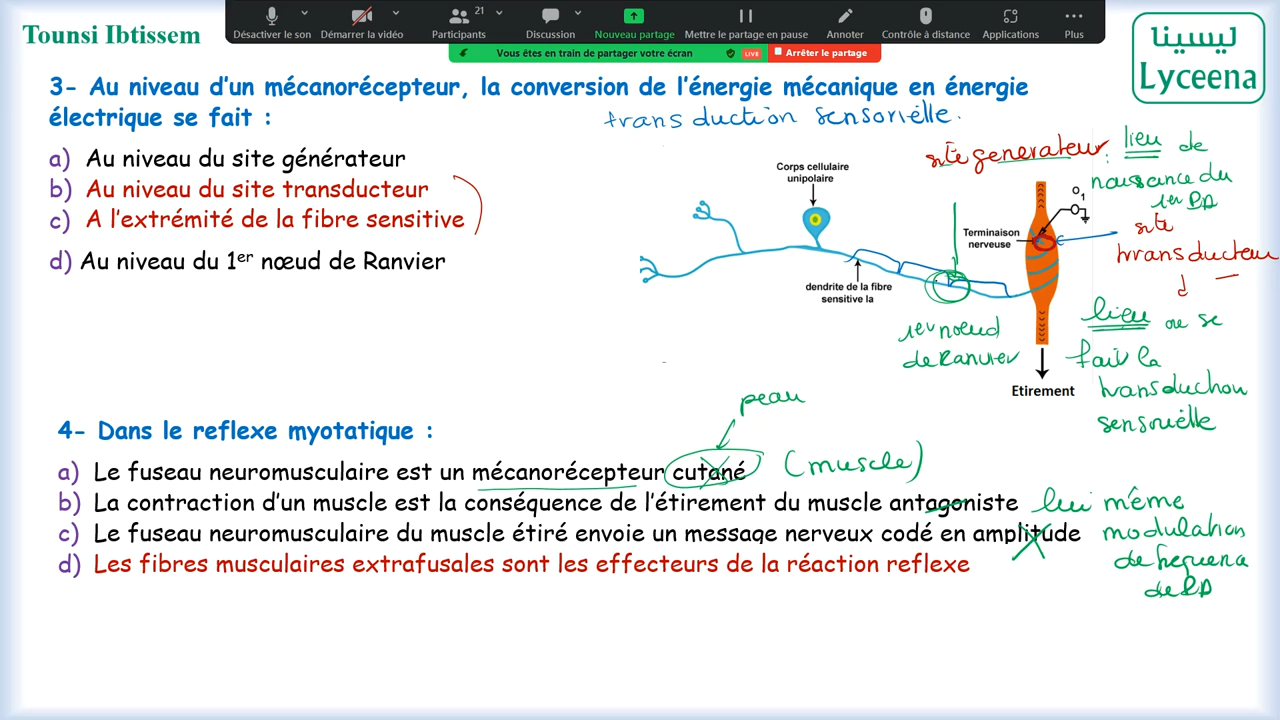 Tounsi Ibtissem
Désactiver le son
Démarrer la vidéo
Participants
21
Discussion
Nouveau partage
Mettre le partage en pause
Annoter
Contrôle à distance
Applications
Plus
Vous êtes en train de partager votre écran
LIVE
Arrêter le partage
ليسينا
Lyceena
3- Au niveau d'un mécanorécepteur, la conversion de l'énergie mécanique en énergie
électrique se fait :
transduction sensorielle.
a) Au niveau du site générateur
b) Au niveau du site transducteur
c) A l'extrémité de la fibre sensitive
d) Au niveau du 1er nœud de Ranvier
Corps cellulaire
unipolaire
site generateur :
lieu de
naissance du
1er PA
O1
Terminaison
nerveuse
site
transducteur
dendrite de la fibre
sensitive Ia
1er noeud
de Ranvier
lieu ou se
fait la
transduction
sensorielle
Etirement
4- Dans le reflexe myotatique :
peau
a) Le fuseau neuromusculaire est un mécanorécepteur cutané (muscle)
b) La contraction d'un muscle est la conséquence de l'étirement du muscle antagoniste lui même
c) Le fuseau neuromusculaire du muscle étiré envoie un message nerveux codé en amplitude
modulation
de frequence
de PA
d) Les fibres musculaires extrafusales sont les effecteurs de la réaction reflexe